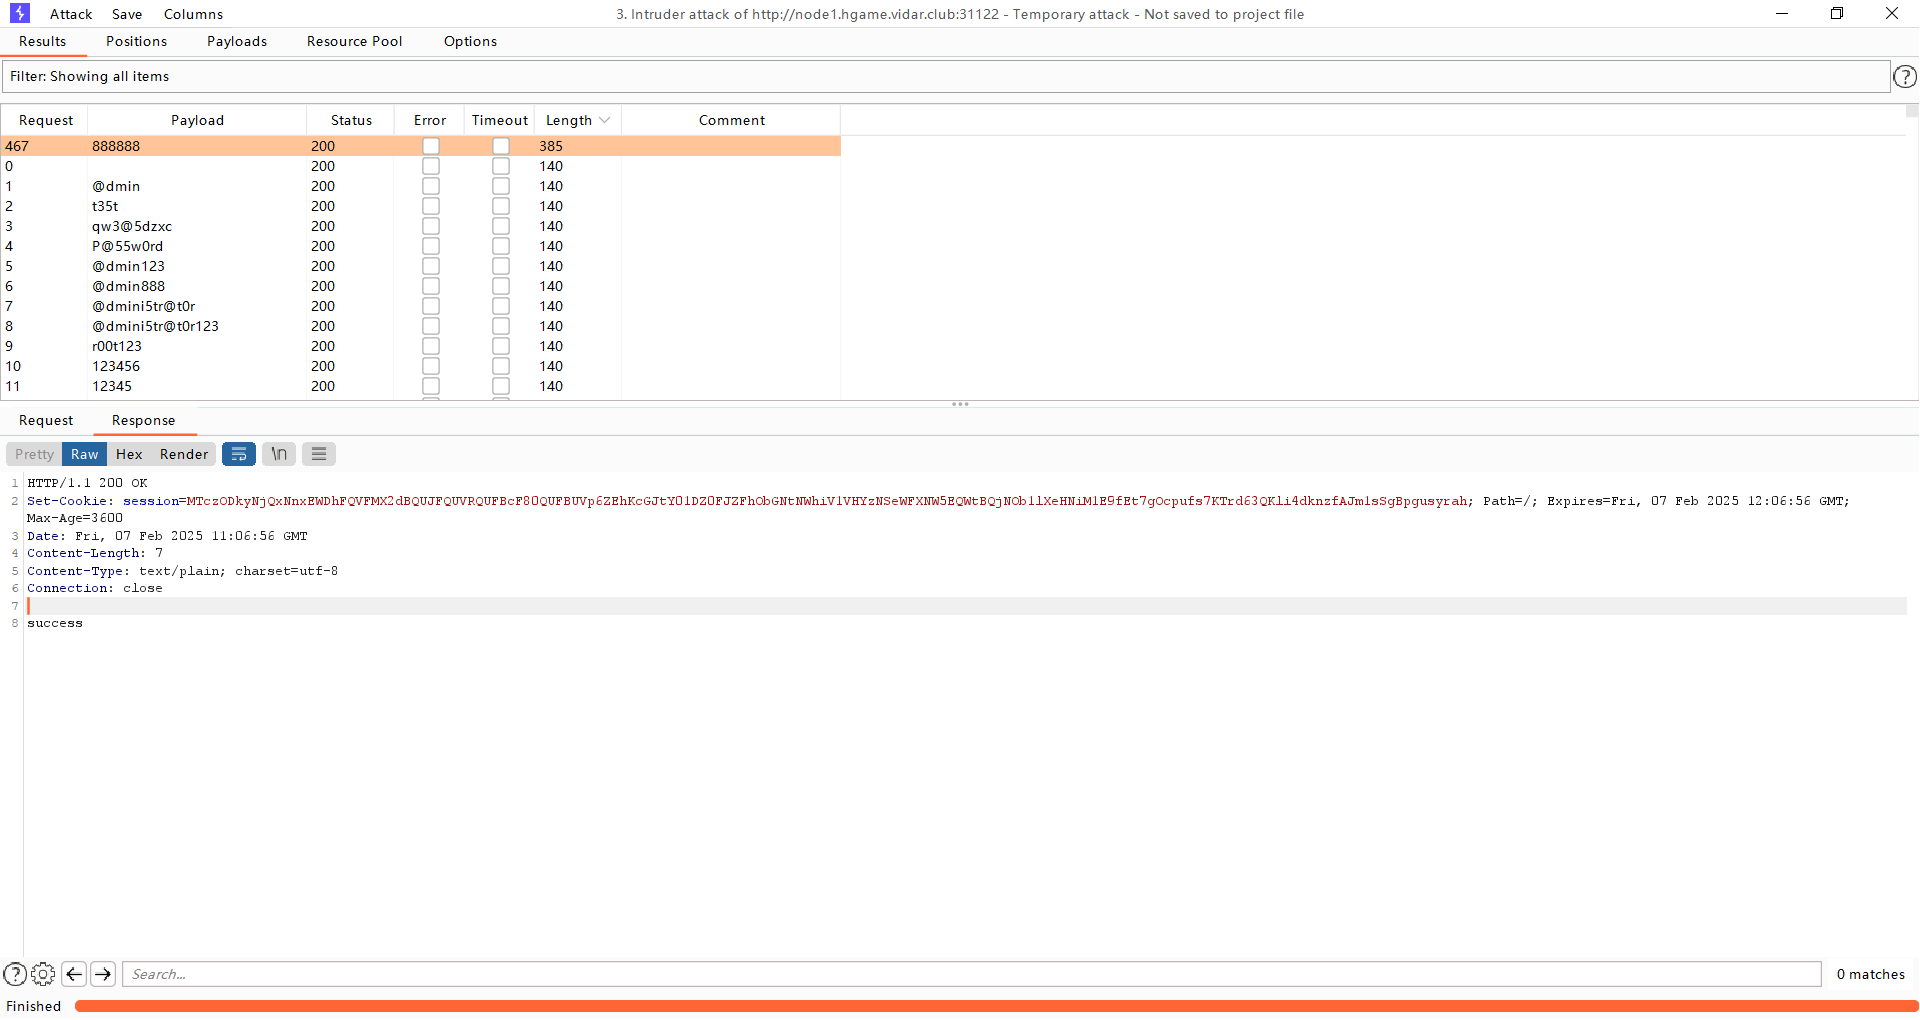 Attack Save Columns 3. Intruder attack of http://node1.hgame.vidar.club:31122 - Temporary attack - Not saved to project file
Results Positions Payloads Resource Pool Options
Filter: Showing all items
Request Payload Status Error Timeout Length Comment
467 888888 200 385
0 200 140
1 @dmin 200 140
2 t35t 200 140
3 qw3@5dzxc 200 140
4 P@55w0rd 200 140
5 @dmin123 200 140
6 @dmin888 200 140
7 @dmini5tr@t0r 200 140
8 @dmini5tr@t0r123 200 140
9 r00t123 200 140
10 123456 200 140
11 12345 200 140
Request Response
Pretty Raw Hex Render \n
1 HTTP/1.1 200 OK
2 Set-Cookie: session=; Path=/; Expires=Fri, 07 Feb 2025 12:06:56 GMT;
Max-Age=3600
3 Date: Fri, 07 Feb 2025 11:06:56 GMT
4 Content-Length: 7
5 Content-Type: text/plain; charset=utf-8
6 Connection: close
7
8 success
Search... 0 matches
Finished